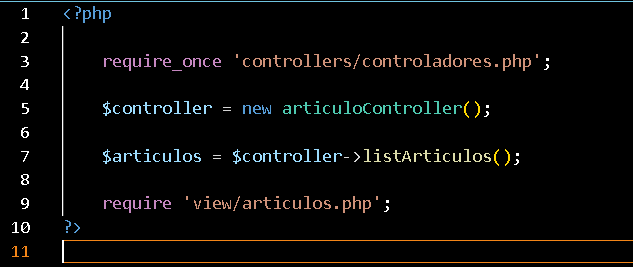 1 <?php
2
3 require_once 'controllers/controladores.php';
4
5 $controller = new articuloController();
6
7 $articulos = $controller->listArticulos();
8
9 require 'view/articulos.php';
10 ?>
11